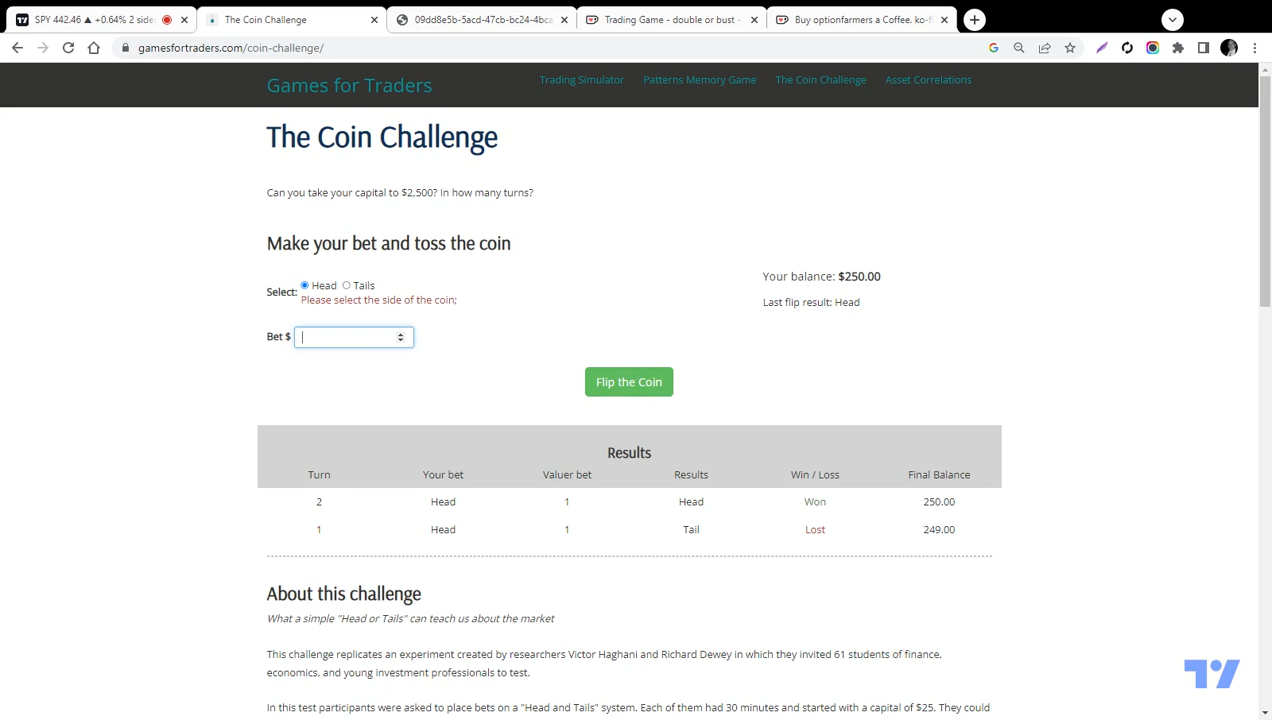 SPY 442.46 ▲ +0.64% 2 side
The Coin Challenge
09dd8e5b-5acd-47cb-bc24-4bca
Trading Game - double or bust -
Buy optionfarmers a Coffee. ko-f
gamesfortraders.com/coin-challenge/
Games for Traders
Trading Simulator
Patterns Memory Game
The Coin Challenge
Asset Correlations
The Coin Challenge
Can you take your capital to $2,500? In how many turns?
Make your bet and toss the coin
Select: Head Tails
Please select the side of the coin;
Your balance: $250.00
Last flip result: Head
Bet $
Flip the Coin
Results
Turn Your bet Valuer bet Results Win / Loss Final Balance
2 Head 1 Head Won 250.00
1 Head 1 Tail Lost 249.00
About this challenge
What a simple "Head or Tails" can teach us about the market
This challenge replicates an experiment created by researchers Victor Haghani and Richard Dewey in which they invited 61 students of finance,
economics, and young investment professionals to test.
In this test participants were asked to place bets on a "Head and Tails" system. Each of them had 30 minutes and started with a capital of $25. They could